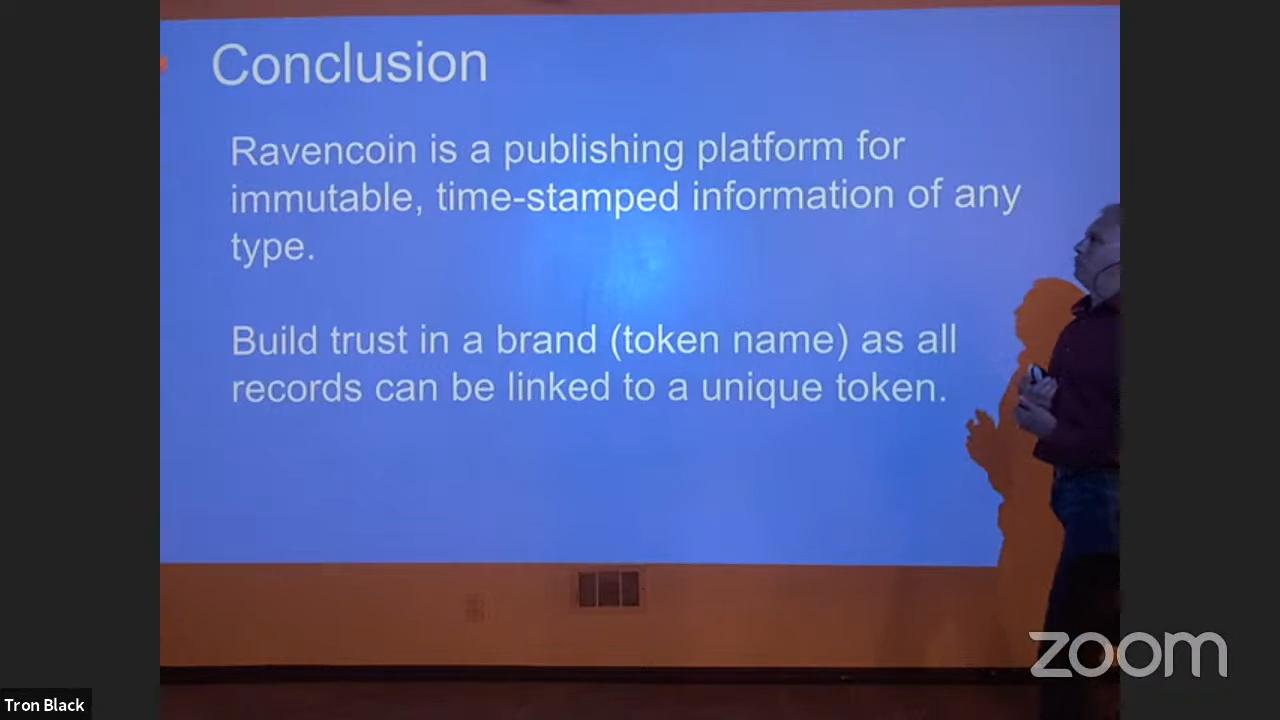 Conclusion
Ravencoin is a publishing platform for
immutable, time-stamped information of any
type.
Build trust in a brand (token name) as all
records can be linked to a unique token.
zoom
Tron Black